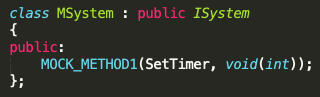 class MSystem : public ISystem
{
public:
    MOCK_METHOD1(SetTimer, void(int));
};